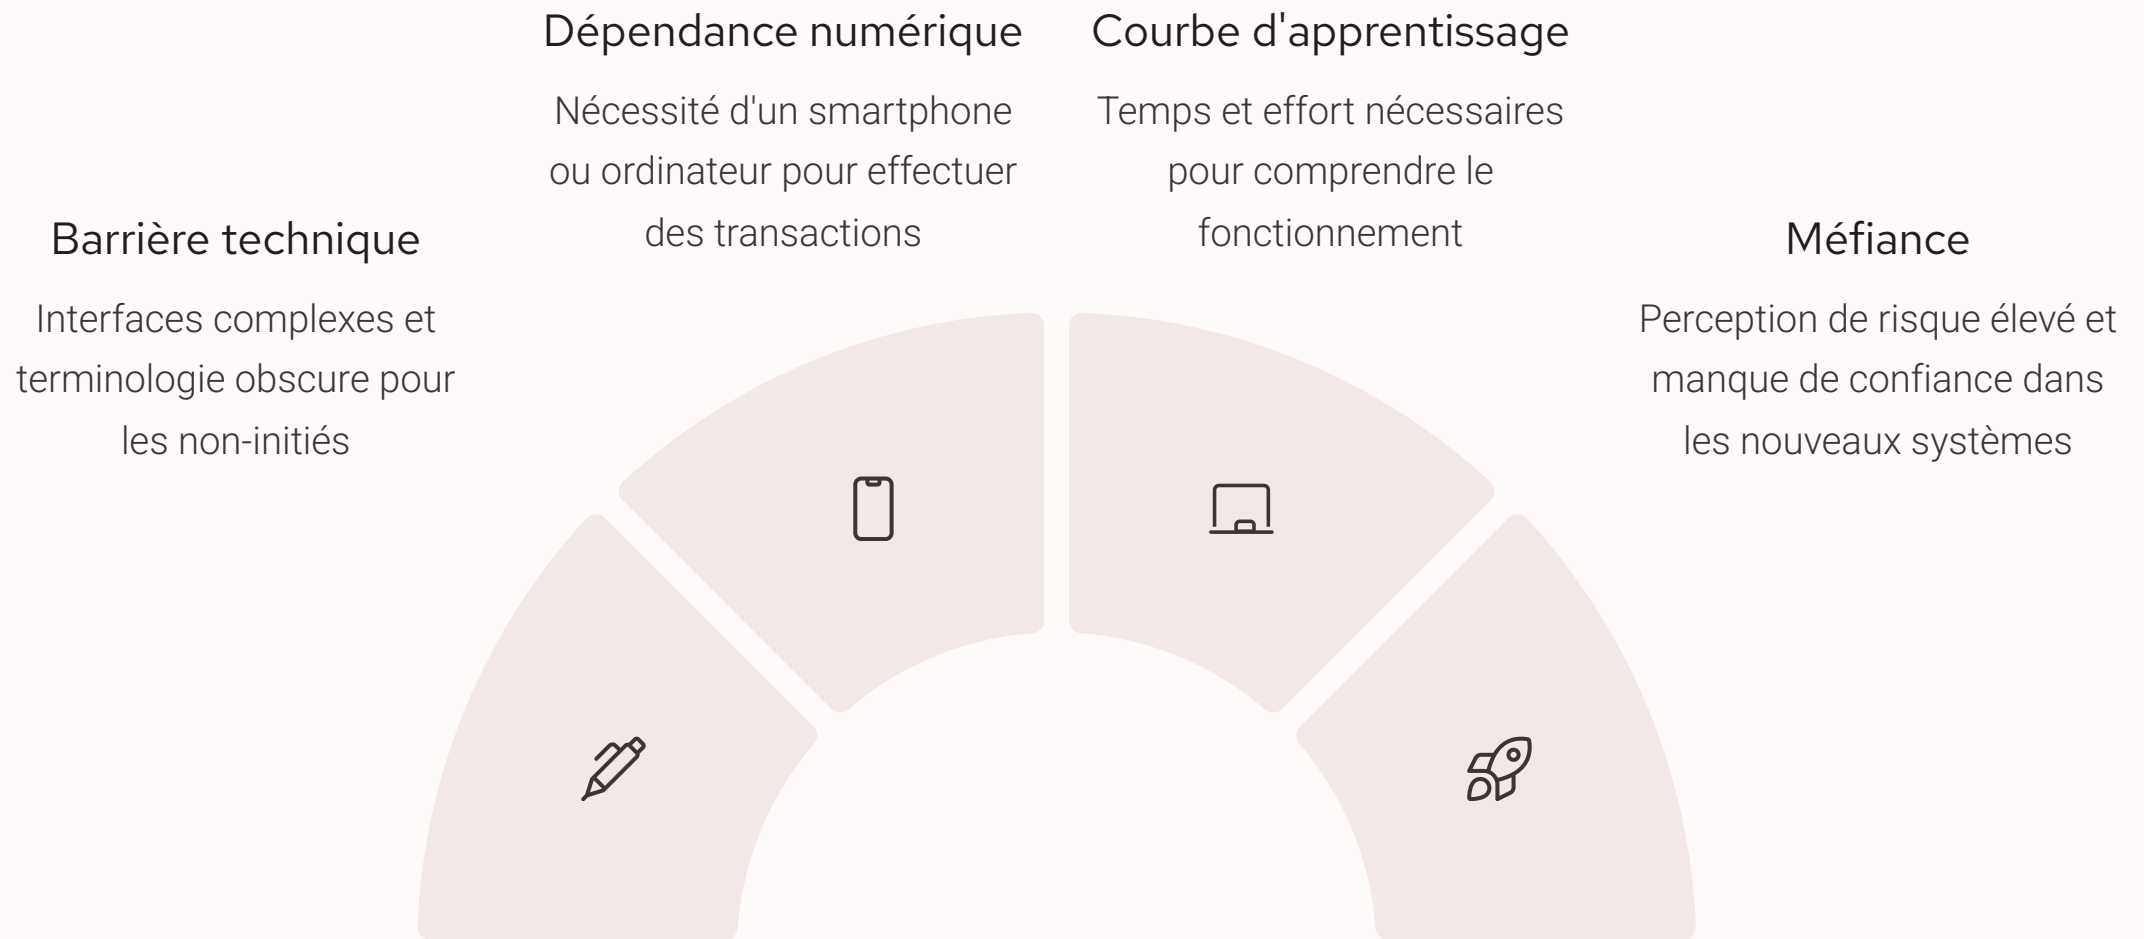 Barrière technique
Interfaces complexes et
terminologie obscure pour
les non-initiés
Dépendance numérique
Nécessité d'un smartphone
ou ordinateur pour effectuer
des transactions
Courbe d'apprentissage
Temps et effort nécessaires
pour comprendre le
fonctionnement
Méfiance
Perception de risque élevé et
manque de confiance dans
les nouveaux systèmes